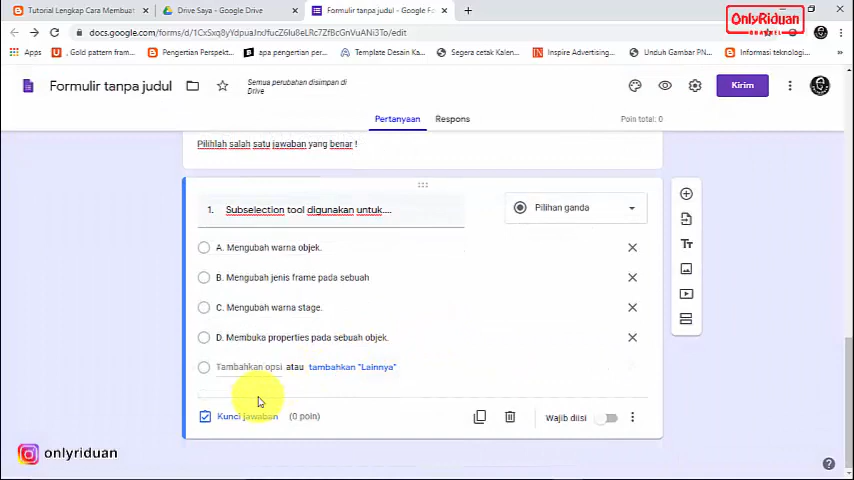 Tutorial Lengkap Cara Membuat
Drive Saya - Google Drive
Formulir tanpa judul - Google Fo
OnlyRiduan
docs.google.com/forms/d/1CxSxq8yYdpuaInxfucZ6lu8eLRc7ZfBcGnVuANi3To/edit
Apps
, Gold pattern fram...
Pengertian Perspekt...
apa pengertian per...
Template Desain Ka...
Segera cetak Kalen...
Inspire Advertising...
Unduh Gambar PN...
Informasi teknologi...
Formulir tanpa judul
Semua perubahan disimpan di
Drive
Kirim
Pertanyaan
Respons
Poin total: 0
Pilihlah salah satu jawaban yang benar !
1. Subselection tool digunakan untuk....
Pilihan ganda
A. Mengubah warna objek.
B. Mengubah jenis frame pada sebuah
C. Mengubah warna stage.
D. Membuka properties pada sebuah objek.
Tambahkan opsi atau tambahkan "Lainnya"
Kunci jawaban (0 poin)
Wajib diisi
onlyriduan